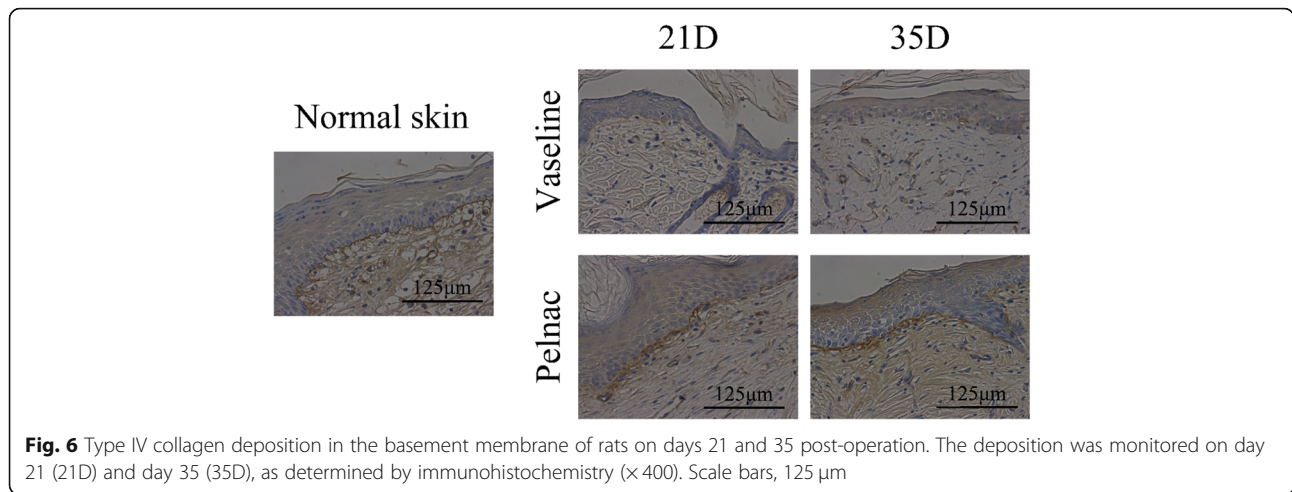 21D 35D
Normal skin
Vaseline
125µm
125µm
125µm
Pelnac
125µm
125µm
Fig. 6 Type IV collagen deposition in the basement membrane of rats on days 21 and 35 post-operation. The deposition was monitored on day
21 (21D) and day 35 (35D), as determined by immunohistochemistry (× 400). Scale bars, 125 µm